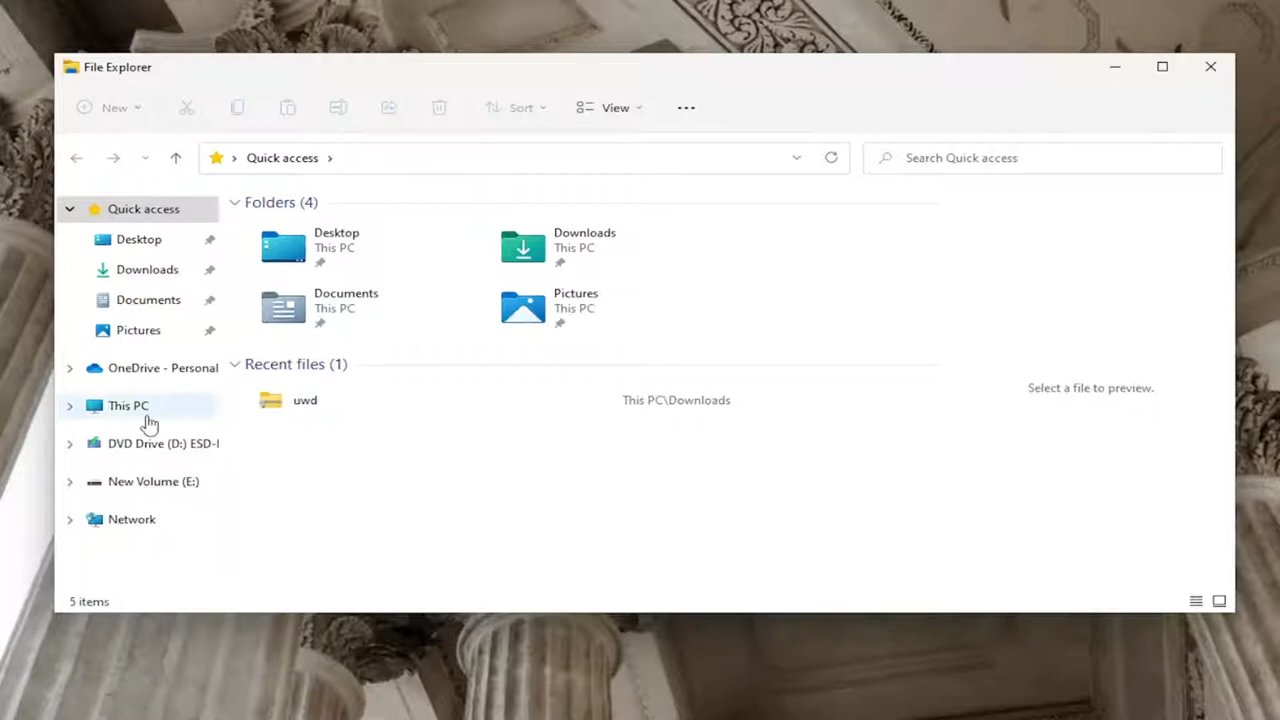 File Explorer
New
Sort
View
Quick access
Search Quick access
Quick access
Desktop
Downloads
Documents
Pictures
OneDrive - Personal
This PC
DVD Drive (D:) ESD-I
New Volume (E:)
Network
Folders (4)
Desktop
This PC
Downloads
This PC
Documents
This PC
Pictures
This PC
Recent files (1)
uwd
This PC\Downloads
Select a file to preview.
5 items